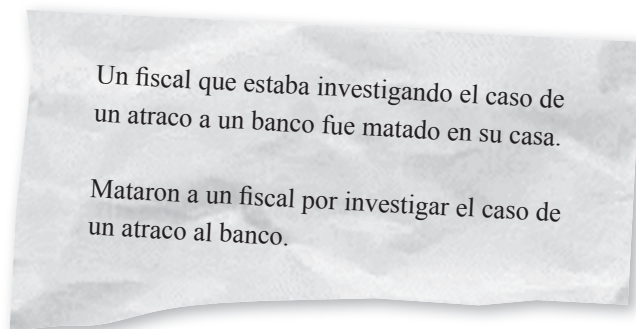 Un fiscal que estaba investigando el caso de
un atraco a un banco fue matado en su casa.
Mataron a un fiscal por investigar el caso de
un atraco al banco.